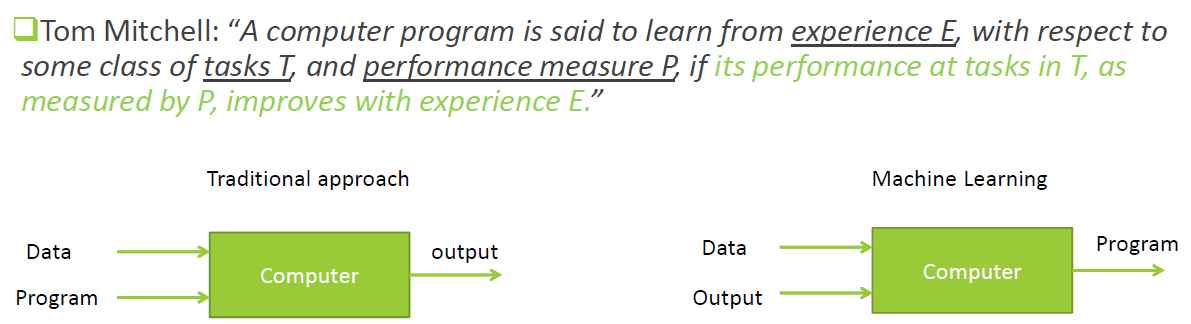 ❑Tom Mitchell: “A computer program is said to learn from experience E, with respect to
some class of tasks T, and performance measure P, if its performance at tasks in T, as
measured by P, improves with experience E.”
Traditional approach
Machine Learning
Data
Program
Computer
output
Data
Output
Computer
Program